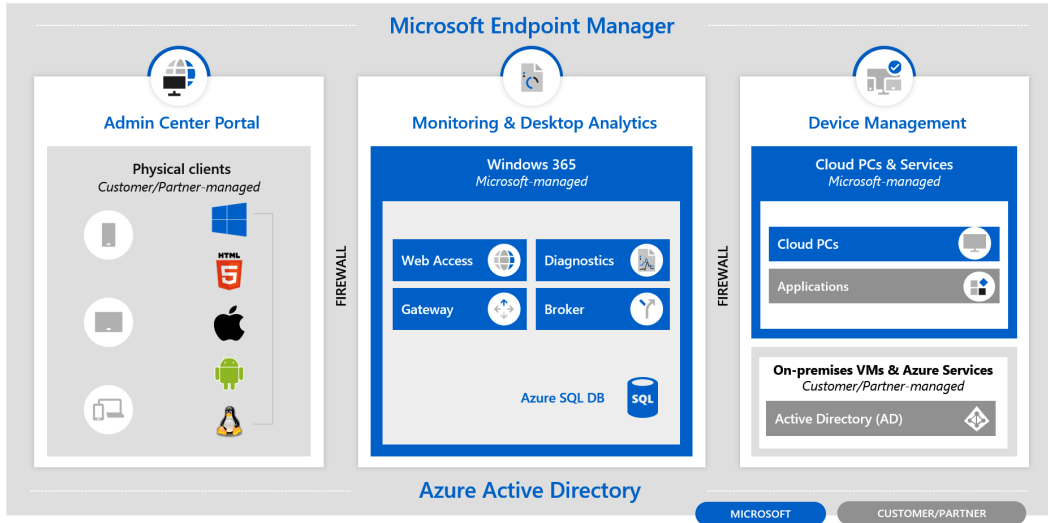 Microsoft Endpoint Manager
Admin Center Portal
Physical clients
Customer/Partner-managed
HTML
5
FIREWALL
Monitoring & Desktop Analytics
Windows 365
Microsoft-managed
Web Access
Diagnostics
Gateway
Broker
Azure SQL DB
SQL
FIREWALL
Device Management
Cloud PCs & Services
Microsoft-managed
Cloud PCs
Applications
On-premises VMs & Azure Services
Customer/Partner-managed
Active Directory (AD)
Azure Active Directory
MICROSOFT
CUSTOMER/PARTNER